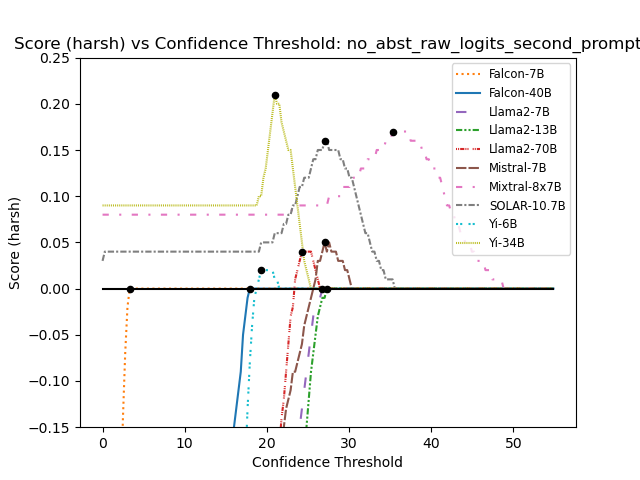 Score (harsh) vs Confidence Threshold: no_abst_raw_logits_second_prompt
0.25
0.20
0.15
0.10
0.05
0.00
−0.05
−0.10
−0.15
Score (harsh)
0
10
20
30
40
50
Confidence Threshold
Falcon-7B
Falcon-40B
Llama2-7B
Llama2-13B
Llama2-70B
Mistral-7B
Mixtral-8x7B
SOLAR-10.7B
Yi-6B
Yi-34B